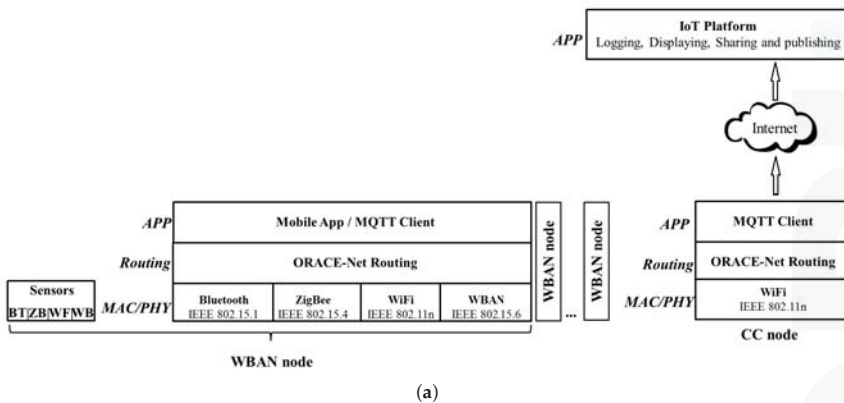 IoT Platform
APP
Logging, Displaying, Sharing and publishing
Internet
APP
Mobile App / MQTT Client
WBAN node
...
WBAN node
APP
MQTT Client
Routing
ORACE-Net Routing
Routing
ORACE-Net Routing
Sensors
BT|ZB|WF|WB
MAC/PHY
Bluetooth
IEEE 802.15.1
ZigBee
IEEE 802.15.4
WiFi
IEEE 802.11n
WBAN
IEEE 802.15.6
MAC/PHY
WiFi
IEEE 802.11n
WBAN node
CC node
(a)